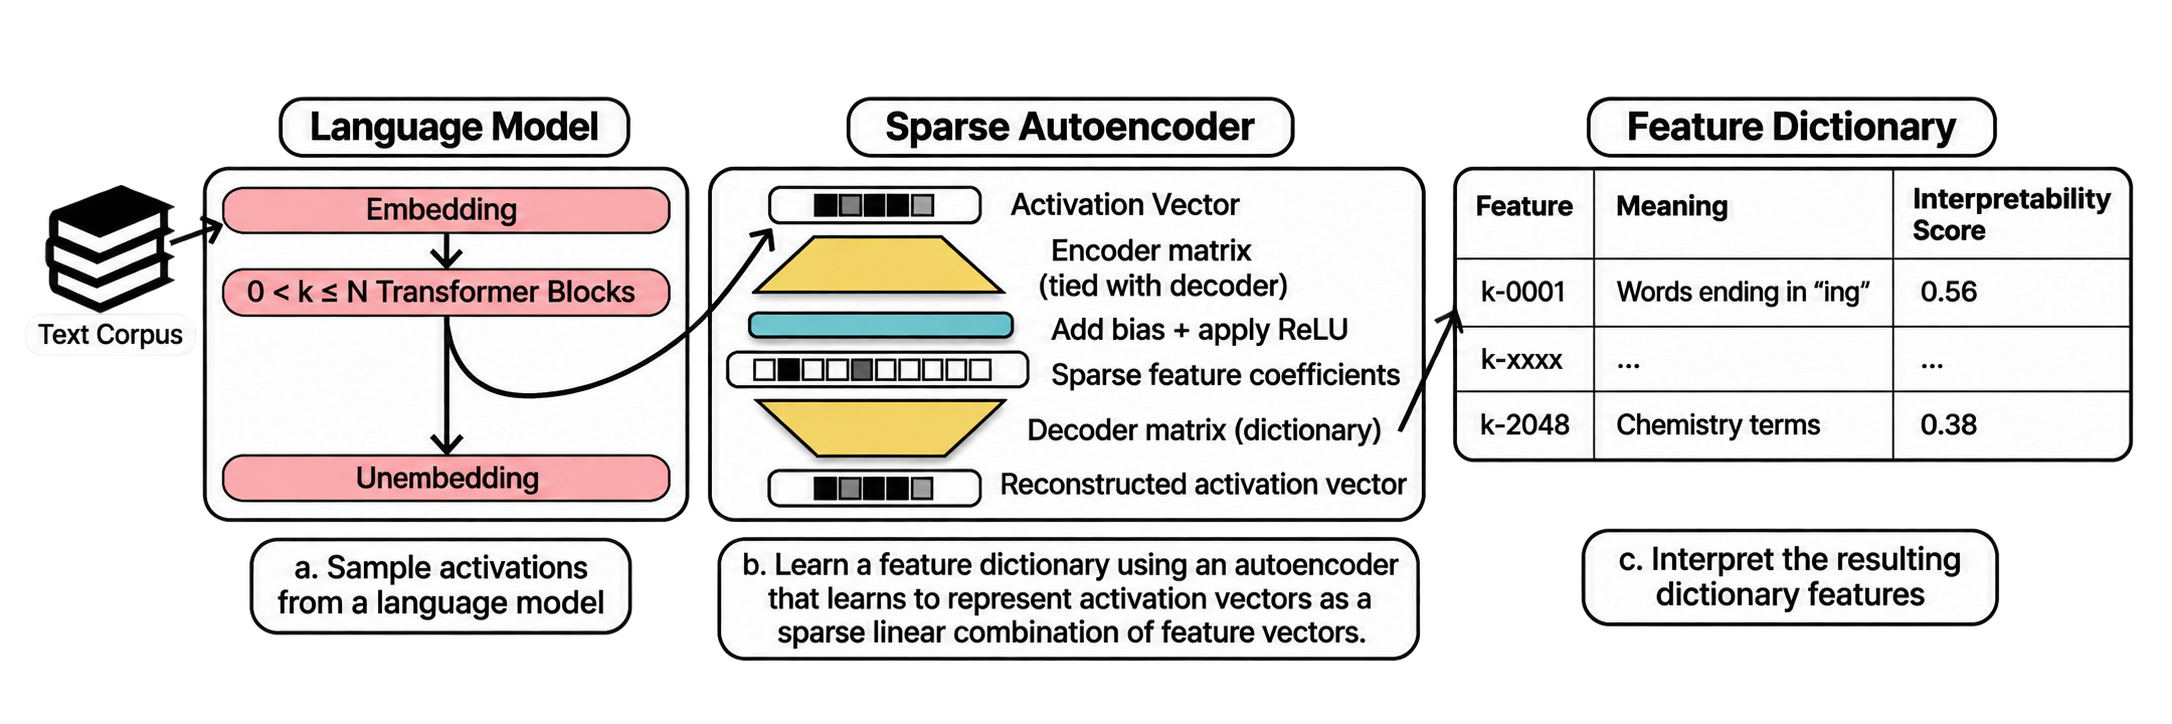 Language Model
Sparse Autoencoder
Feature Dictionary
Text Corpus
Embedding
0 < k ≤ N Transformer Blocks
Unembedding
a. Sample activations
from a language model
Activation Vector
Encoder matrix
(tied with decoder)
Add bias + apply ReLU
Sparse feature coefficients
Decoder matrix (dictionary)
Reconstructed activation vector
b. Learn a feature dictionary using an autoencoder
that learns to represent activation vectors as a
sparse linear combination of feature vectors.
Feature Meaning Interpretability
Score
k-0001 Words ending in “ing” 0.56
k-xxxx ... ...
k-2048 Chemistry terms 0.38
c. Interpret the resulting
dictionary features